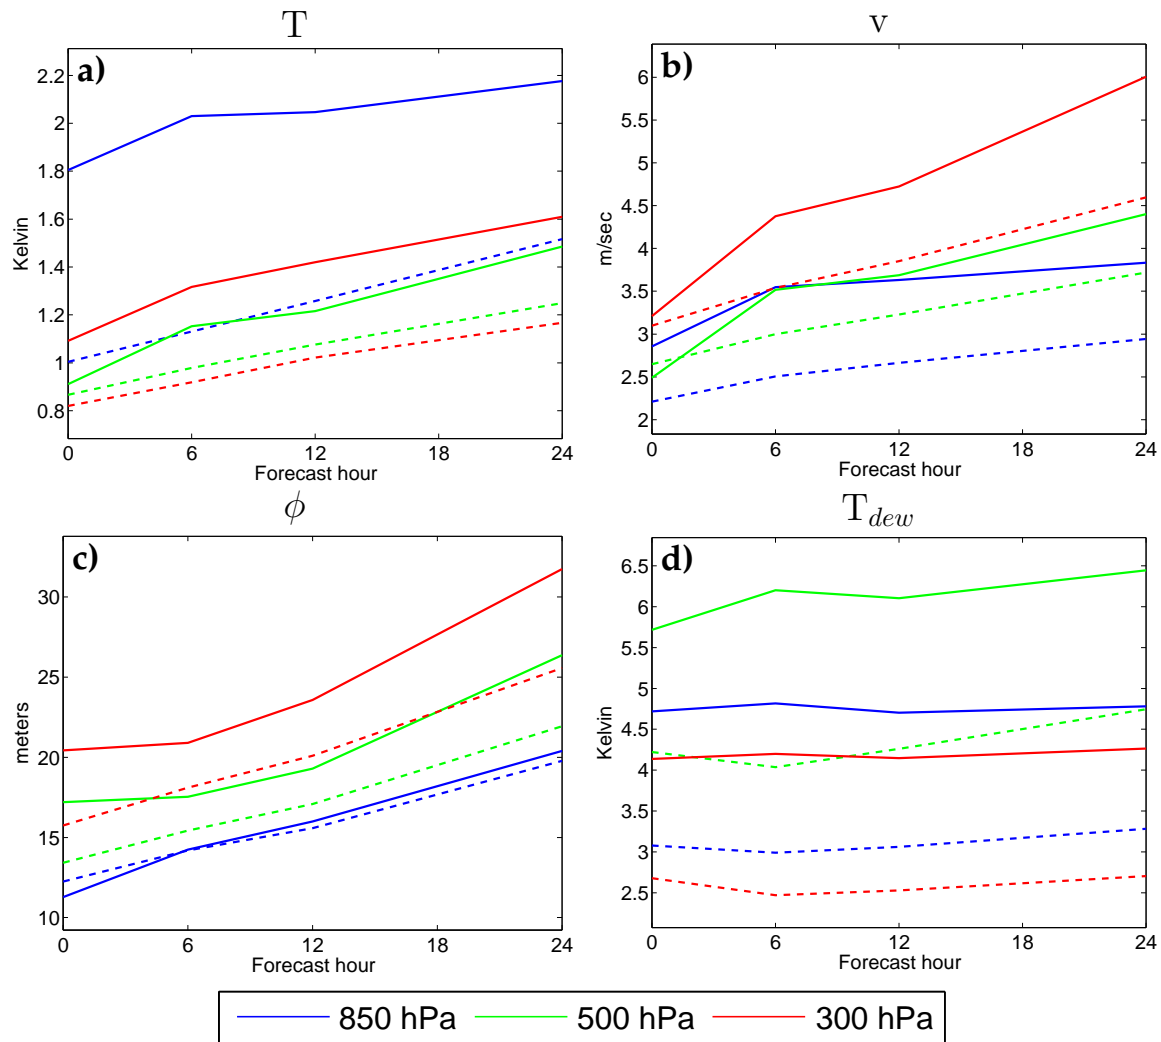 T
a)
2.2
2
1.8
1.6
1.4
1.2
1
0.8
Kelvin
0 6 12 18 24
Forecast hour
v
b)
6
5.5
5
4.5
4
3.5
3
2.5
2
m/sec
0 6 12 18 24
Forecast hour
ϕ
c)
30
25
20
15
10
meters
0 6 12 18 24
Forecast hour
T_dew
d)
6.5
6
5.5
5
4.5
4
3.5
3
2.5
Kelvin
0 6 12 18 24
Forecast hour
850 hPa 500 hPa 300 hPa